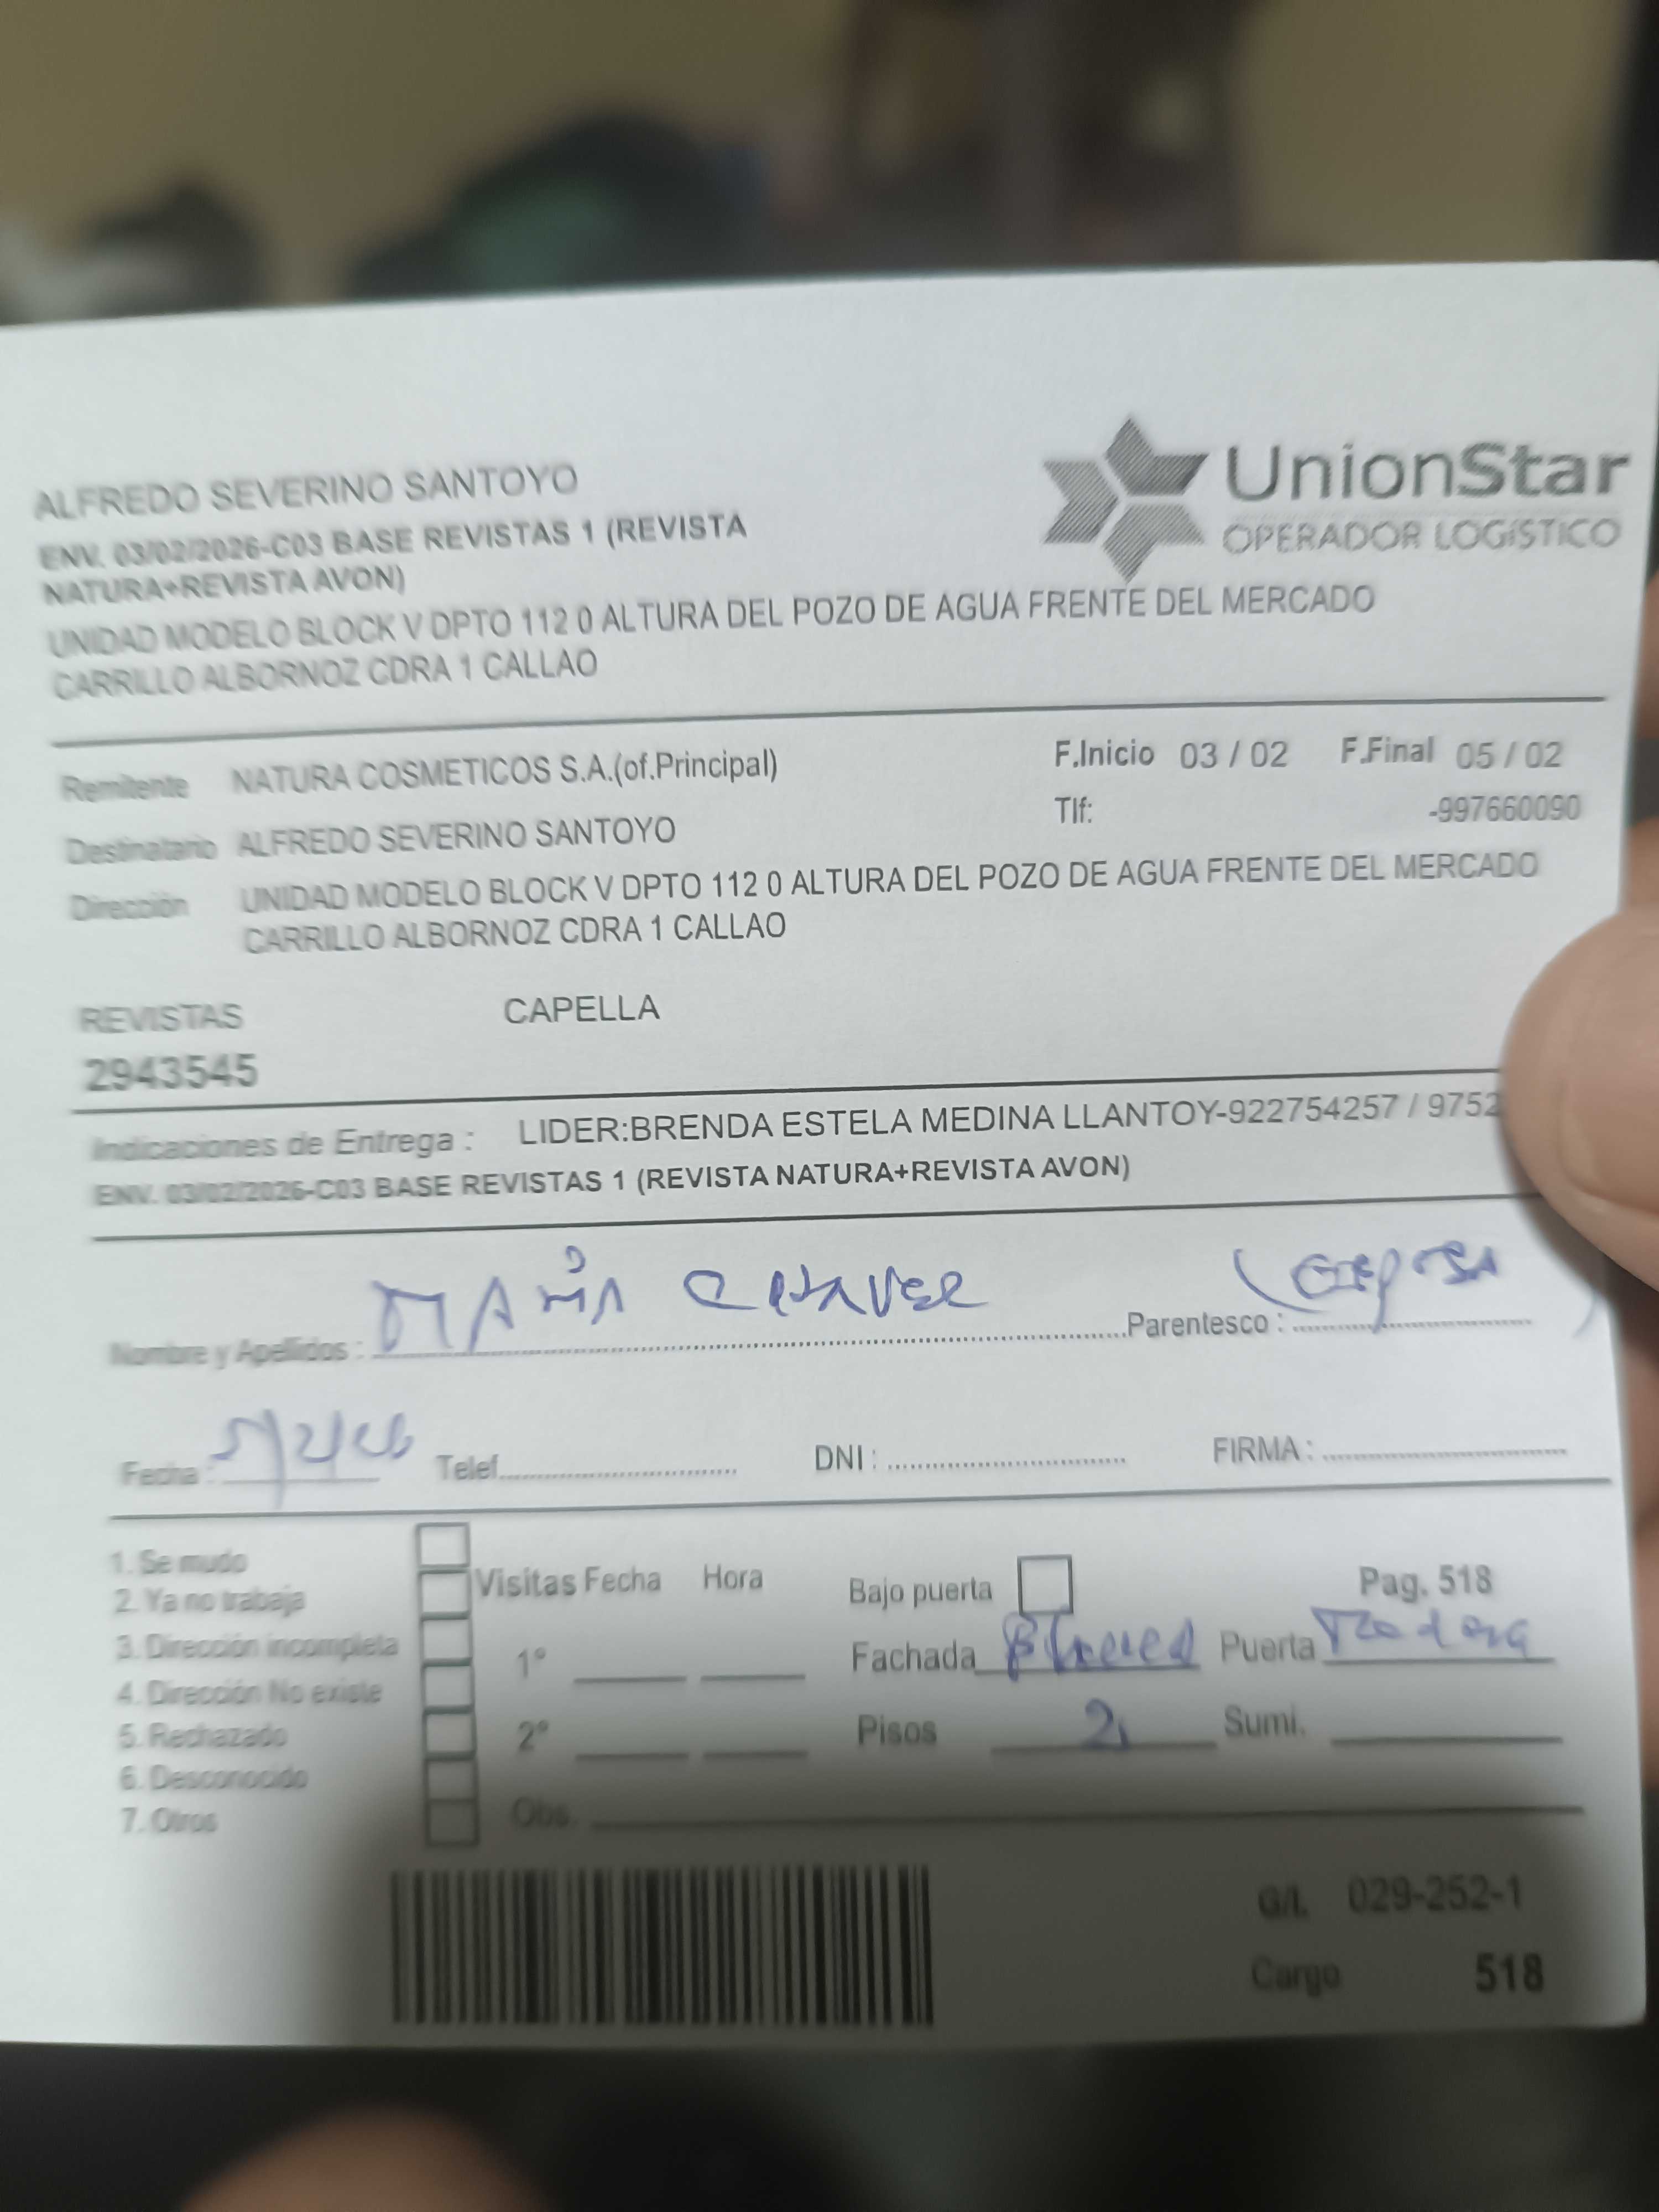 ALFREDO SEVERINO SANTOYO
ENV. 03/02/2026-C03 BASE REVISTAS 1 (REVISTA
NATURA+REVISTA AVON)
UNIDAD MODELO BLOCK V DPTO 112 0 ALTURA DEL POZO DE AGUA FRENTE DEL MERCADO
CARRILLO ALBORNOZ CDRA 1 CALLAO
UnionStar
OPERADOR LOGÍSTICO
Remitente NATURA COSMETICOS S.A.(of.Principal) F.Inicio 03 / 02 F.Final 05 / 02
Tlf: -997660090
Destinatario ALFREDO SEVERINO SANTOYO
Dirección UNIDAD MODELO BLOCK V DPTO 112 0 ALTURA DEL POZO DE AGUA FRENTE DEL MERCADO
CARRILLO ALBORNOZ CDRA 1 CALLAO
REVISTAS CAPELLA
2943545
Indicaciones de Entrega : LIDER:BRENDA ESTELA MEDINA LLANTOY-922754257 / 9752
ENV. 03/02/2026-C03 BASE REVISTAS 1 (REVISTA NATURA+REVISTA AVON)
Nombre y Apellidos : Parentesco : (esposa)
Fecha : 5/2/26 Telef. DNI : FIRMA :
1. Se mudo
2. Ya no trabaja
3. Dirección incompleta
4. Dirección No existe
5. Rechazado
6. Desconocido
7. Otros
Visitas Fecha Hora
1°
2°
Obs.
Bajo puerta Pag. 518
Fachada Puerta
Pisos 2 Sumi.
G/L 029-252-1
Cargo 518